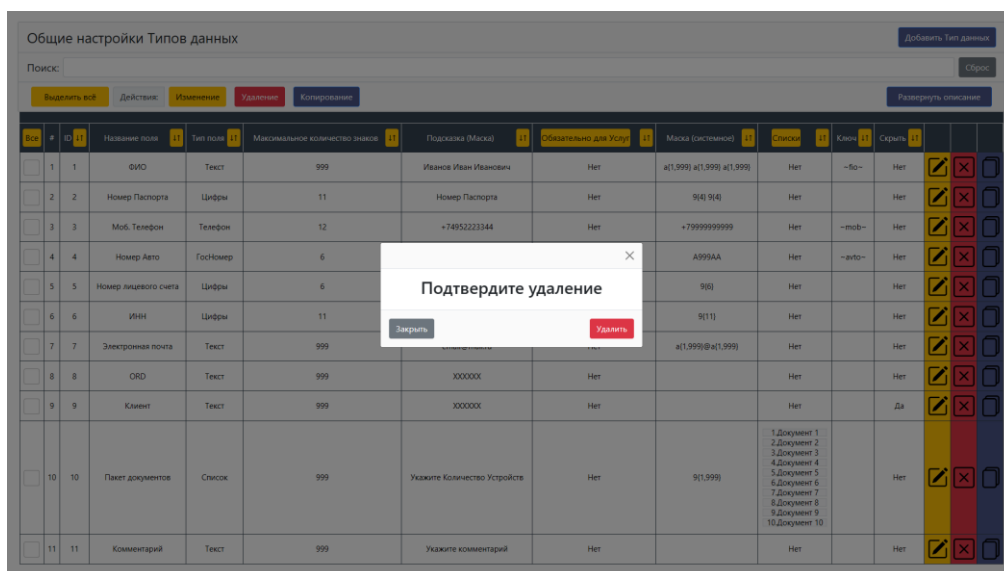 Общие настройки Типов данных Добавить Тип данных
Поиск: Сброс
Выделить всё Действия: Изменение Удаление Копирование Развернуть описание
Все # ID Название поля Тип поля Максимальное количество знаков Подсказка (Маска) Обязательно для Услуг Маска (системное) Списки Ключ Скрыть
1 1 ФИО Текст 999 Иванов Иван Иванович Нет a{1,999} a{1,999} a{1,999} Нет ~fio~ Нет
2 2 Номер Паспорта Цифры 11 Номер Паспорта Нет 9{4} 9{4} Нет Нет
3 3 Моб. Телефон Телефон 12 +74952223344 Нет +79999999999 Нет ~mob~ Нет
4 4 Номер Авто ГосНомер 6 A999AA Нет ~avto~ Нет
Подтвердите удаление
5 5 Номер лицевого счета Цифры 6 9{6} Нет Нет
6 6 ИНН Цифры 11 9{11} Нет Нет
Закрыть Удалить
7 7 Электронная почта Текст 999 Нет a{1,999}@a{1,999} Нет Нет
8 8 ORD Текст 999 XXXXXX Нет Нет Нет
9 9 Клиент Текст 999 XXXXXX Нет Нет Да
1.Документ 1
2.Документ 2
3.Документ 3
4.Документ 4
5.Документ 5
10 10 Пакет документов Список 999 Укажите Количество Устройств Нет 9{1,999} Нет
6.Документ 6
7.Документ 7
8.Документ 8
9.Документ 9
10.Документ 10
11 11 Комментарий Текст 999 Укажите комментарий Нет Нет Нет